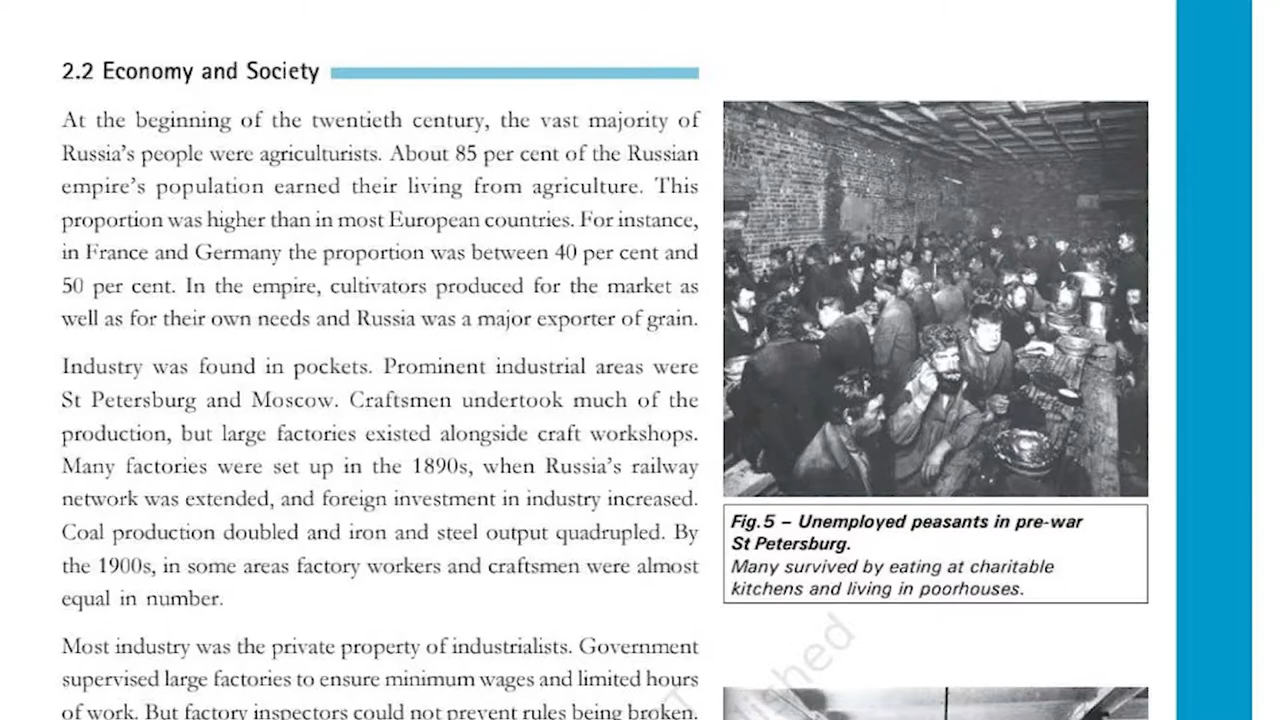 2.2 Economy and Society
At the beginning of the twentieth century, the vast majority of
Russia's people were agriculturists. About 85 per cent of the Russian
empire's population earned their living from agriculture. This
proportion was higher than in most European countries. For instance,
in France and Germany the proportion was between 40 per cent and
50 per cent. In the empire, cultivators produced for the market as
well as for their own needs and Russia was a major exporter of grain.
Industry was found in pockets. Prominent industrial areas were
St Petersburg and Moscow. Craftsmen undertook much of the
production, but large factories existed alongside craft workshops.
Many factories were set up in the 1890s, when Russia's railway
network was extended, and foreign investment in industry increased.
Coal production doubled and iron and steel output quadrupled. By
the 1900s, in some areas factory workers and craftsmen were almost
equal in number.
Most industry was the private property of industrialists. Government
supervised large factories to ensure minimum wages and limited hours
of work. But factory inspectors could not prevent rules being broken.
Fig.5 – Unemployed peasants in pre-war
St Petersburg.
Many survived by eating at charitable
kitchens and living in poorhouses.